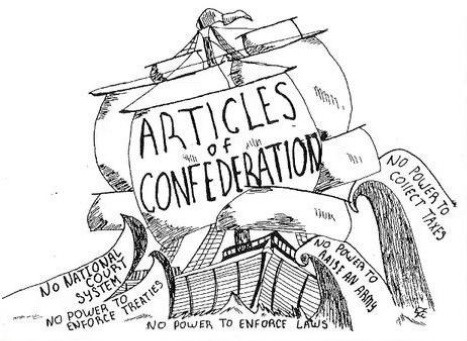 ARTICLES
OF
CONFEDERATION
NO POWER TO
COLLECT TAXES
NO NATIONAL
COURT
SYSTEM
NO POWER TO
ENFORCE TREATIES
NO POWER TO
RAISE AN ARMY
NO POWER TO ENFORCE LAWS